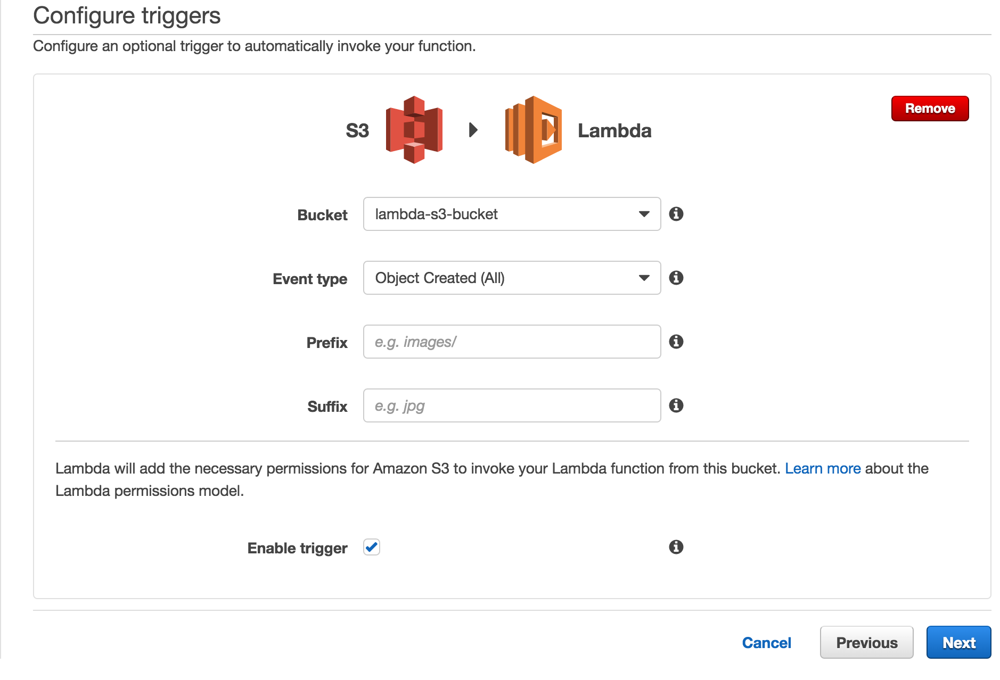 Configure triggers
Configure an optional trigger to automatically invoke your function.
Remove
S3
Lambda
Bucket lambda-s3-bucket
Event type Object Created (All)
Prefix e.g. images/
Suffix e.g. jpg
Lambda will add the necessary permissions for Amazon S3 to invoke your Lambda function from this bucket. Learn more about the
Lambda permissions model.
Enable trigger
Cancel Previous Next